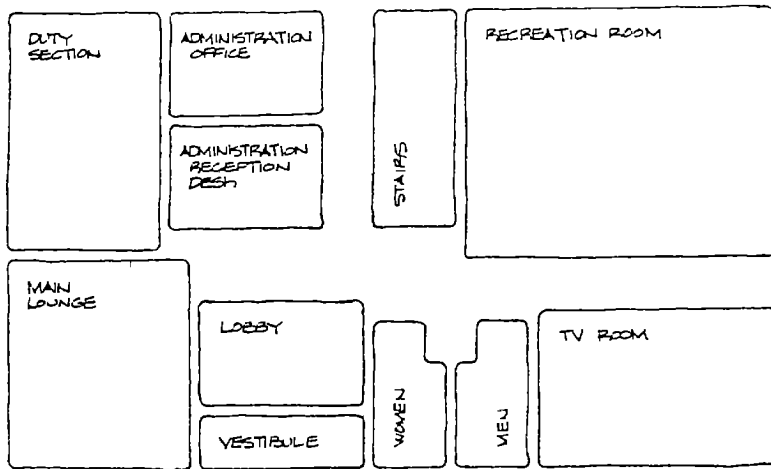 DUTY
SECTION
ADMINISTRATION
OFFICE
ADMINISTRATION
RECEPTION
DESK
STAIRS
RECREATION ROOM
MAIN
LOUNGE
LOBBY
VESTIBULE
WOMEN
MEN
TV ROOM